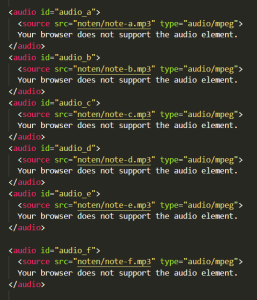 <audio id="audio_a">
<source src="noten/note-a.mp3" type="audio/mpeg">
Your browser does not support the audio element.
</audio>
<audio id="audio_b">
<source src="noten/note-b.mp3" type="audio/mpeg">
Your browser does not support the audio element.
</audio>
<audio id="audio_c">
<source src="noten/note-c.mp3" type="audio/mpeg">
Your browser does not support the audio element.
</audio>
<audio id="audio_d">
<source src="noten/note-d.mp3" type="audio/mpeg">
Your browser does not support the audio element.
</audio>
<audio id="audio_e">
<source src="noten/note-e.mp3" type="audio/mpeg">
Your browser does not support the audio element.
</audio>
<audio id="audio_f">
<source src="noten/note-f.mp3" type="audio/mpeg">
Your browser does not support the audio element.
</audio>